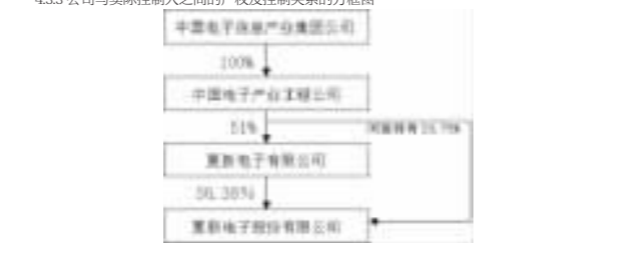 4.3.3 公司与实际控制人之间的产权及控制关系的方框图
中国电子信息产业集团公司
100%
中国电子产业工程公司
51%
夏新电子有限公司
夏新电子股份有限公司